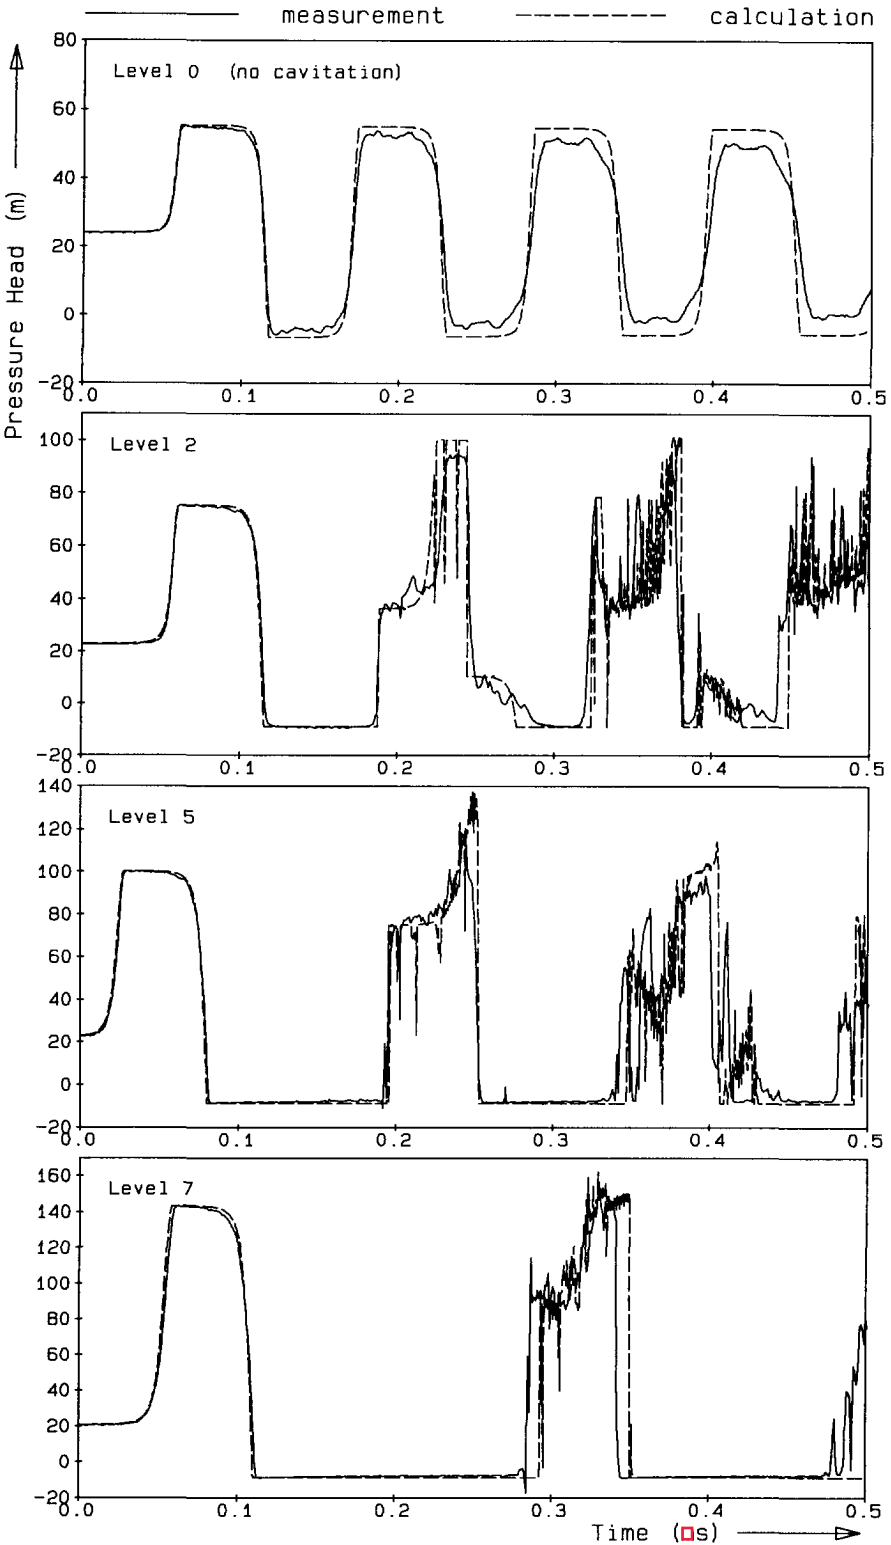 measurement calculation
80
Level 0 (no cavitation)
60
40
20
0
-20
0.0 0.1 0.2 0.3 0.4 0.5
Pressure Head (m)
100
Level 2
80
60
40
20
0
-20
0.0 0.1 0.2 0.3 0.4 0.5
140
Level 5
120
100
80
60
40
20
0
-20
0.0 0.1 0.2 0.3 0.4 0.5
160
Level 7
140
120
100
80
60
40
20
0
-20
0.0 0.1 0.2 0.3 0.4 0.5
Time (□s)